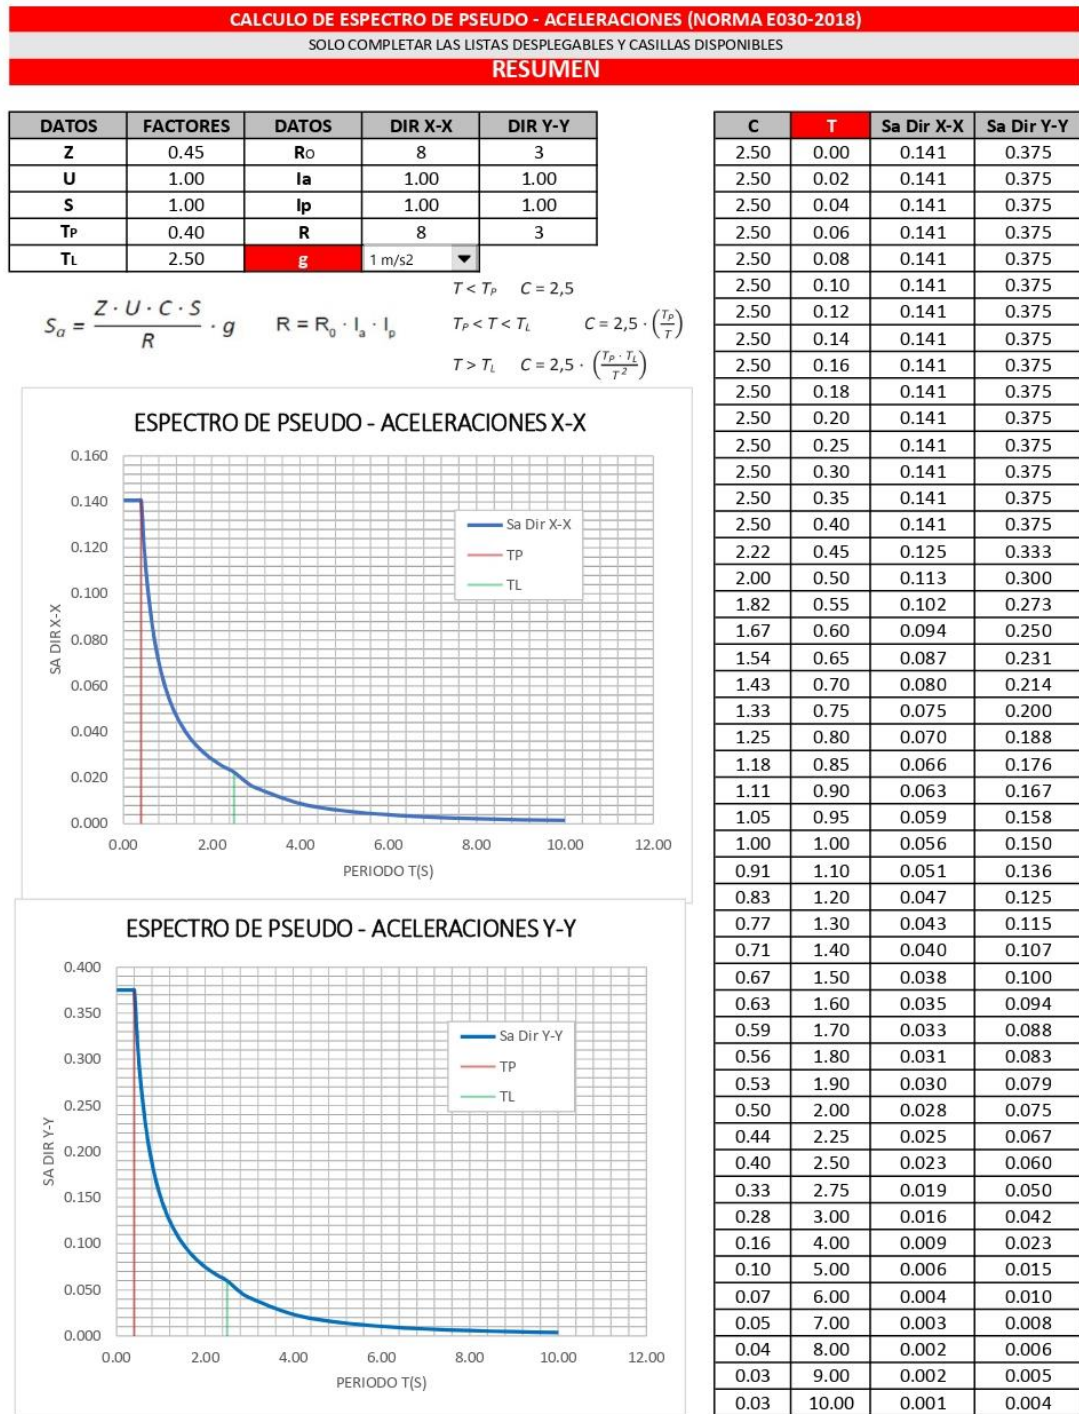 CALCULO DE ESPECTRO DE PSEUDO - ACELERACIONES (NORMA E030-2018)
SOLO COMPLETAR LAS LISTAS DESPLEGABLES Y CASILLAS DISPONIBLES
RESUMEN
DATOS FACTORES DATOS DIR X-X DIR Y-Y
Z 0.45 RO 8 3
U 1.00 Ia 1.00 1.00
S 1.00 Ip 1.00 1.00
TP 0.40 R 8 3
TL 2.50 g 1 m/s2
Sa = Z · U · C · S / R · g
R = R0 · Ia · Ip
T < TP C = 2,5
TP < T < TL C = 2,5 · (TP/T)
T > TL C = 2,5 · (TP · TL/T²)
ESPECTRO DE PSEUDO - ACELERACIONES X-X
0.160
0.140
0.120
0.100
0.080
0.060
0.040
0.020
0.000
SA DIR X-X
Sa Dir X-X
TP
TL
0.00 2.00 4.00 6.00 8.00 10.00 12.00
PERIODO T(S)
ESPECTRO DE PSEUDO - ACELERACIONES Y-Y
0.400
0.350
0.300
0.250
0.200
0.150
0.100
0.050
0.000
SA DIR Y-Y
Sa Dir Y-Y
TP
TL
0.00 2.00 4.00 6.00 8.00 10.00 12.00
PERIODO T(S)
C T Sa Dir X-X Sa Dir Y-Y
2.50 0.00 0.141 0.375
2.50 0.02 0.141 0.375
2.50 0.04 0.141 0.375
2.50 0.06 0.141 0.375
2.50 0.08 0.141 0.375
2.50 0.10 0.141 0.375
2.50 0.12 0.141 0.375
2.50 0.14 0.141 0.375
2.50 0.16 0.141 0.375
2.50 0.18 0.141 0.375
2.50 0.20 0.141 0.375
2.50 0.25 0.141 0.375
2.50 0.30 0.141 0.375
2.50 0.35 0.141 0.375
2.50 0.40 0.141 0.375
2.22 0.45 0.125 0.333
2.00 0.50 0.113 0.300
1.82 0.55 0.102 0.273
1.67 0.60 0.094 0.250
1.54 0.65 0.087 0.231
1.43 0.70 0.080 0.214
1.33 0.75 0.075 0.200
1.25 0.80 0.070 0.188
1.18 0.85 0.066 0.176
1.11 0.90 0.063 0.167
1.05 0.95 0.059 0.158
1.00 1.00 0.056 0.150
0.91 1.10 0.051 0.136
0.83 1.20 0.047 0.125
0.77 1.30 0.043 0.115
0.71 1.40 0.040 0.107
0.67 1.50 0.038 0.100
0.63 1.60 0.035 0.094
0.59 1.70 0.033 0.088
0.56 1.80 0.031 0.083
0.53 1.90 0.030 0.079
0.50 2.00 0.028 0.075
0.44 2.25 0.025 0.067
0.40 2.50 0.023 0.060
0.33 2.75 0.019 0.050
0.28 3.00 0.016 0.042
0.16 4.00 0.009 0.023
0.10 5.00 0.006 0.015
0.07 6.00 0.004 0.010
0.05 7.00 0.003 0.008
0.04 8.00 0.002 0.006
0.03 9.00 0.002 0.005
0.03 10.00 0.001 0.004